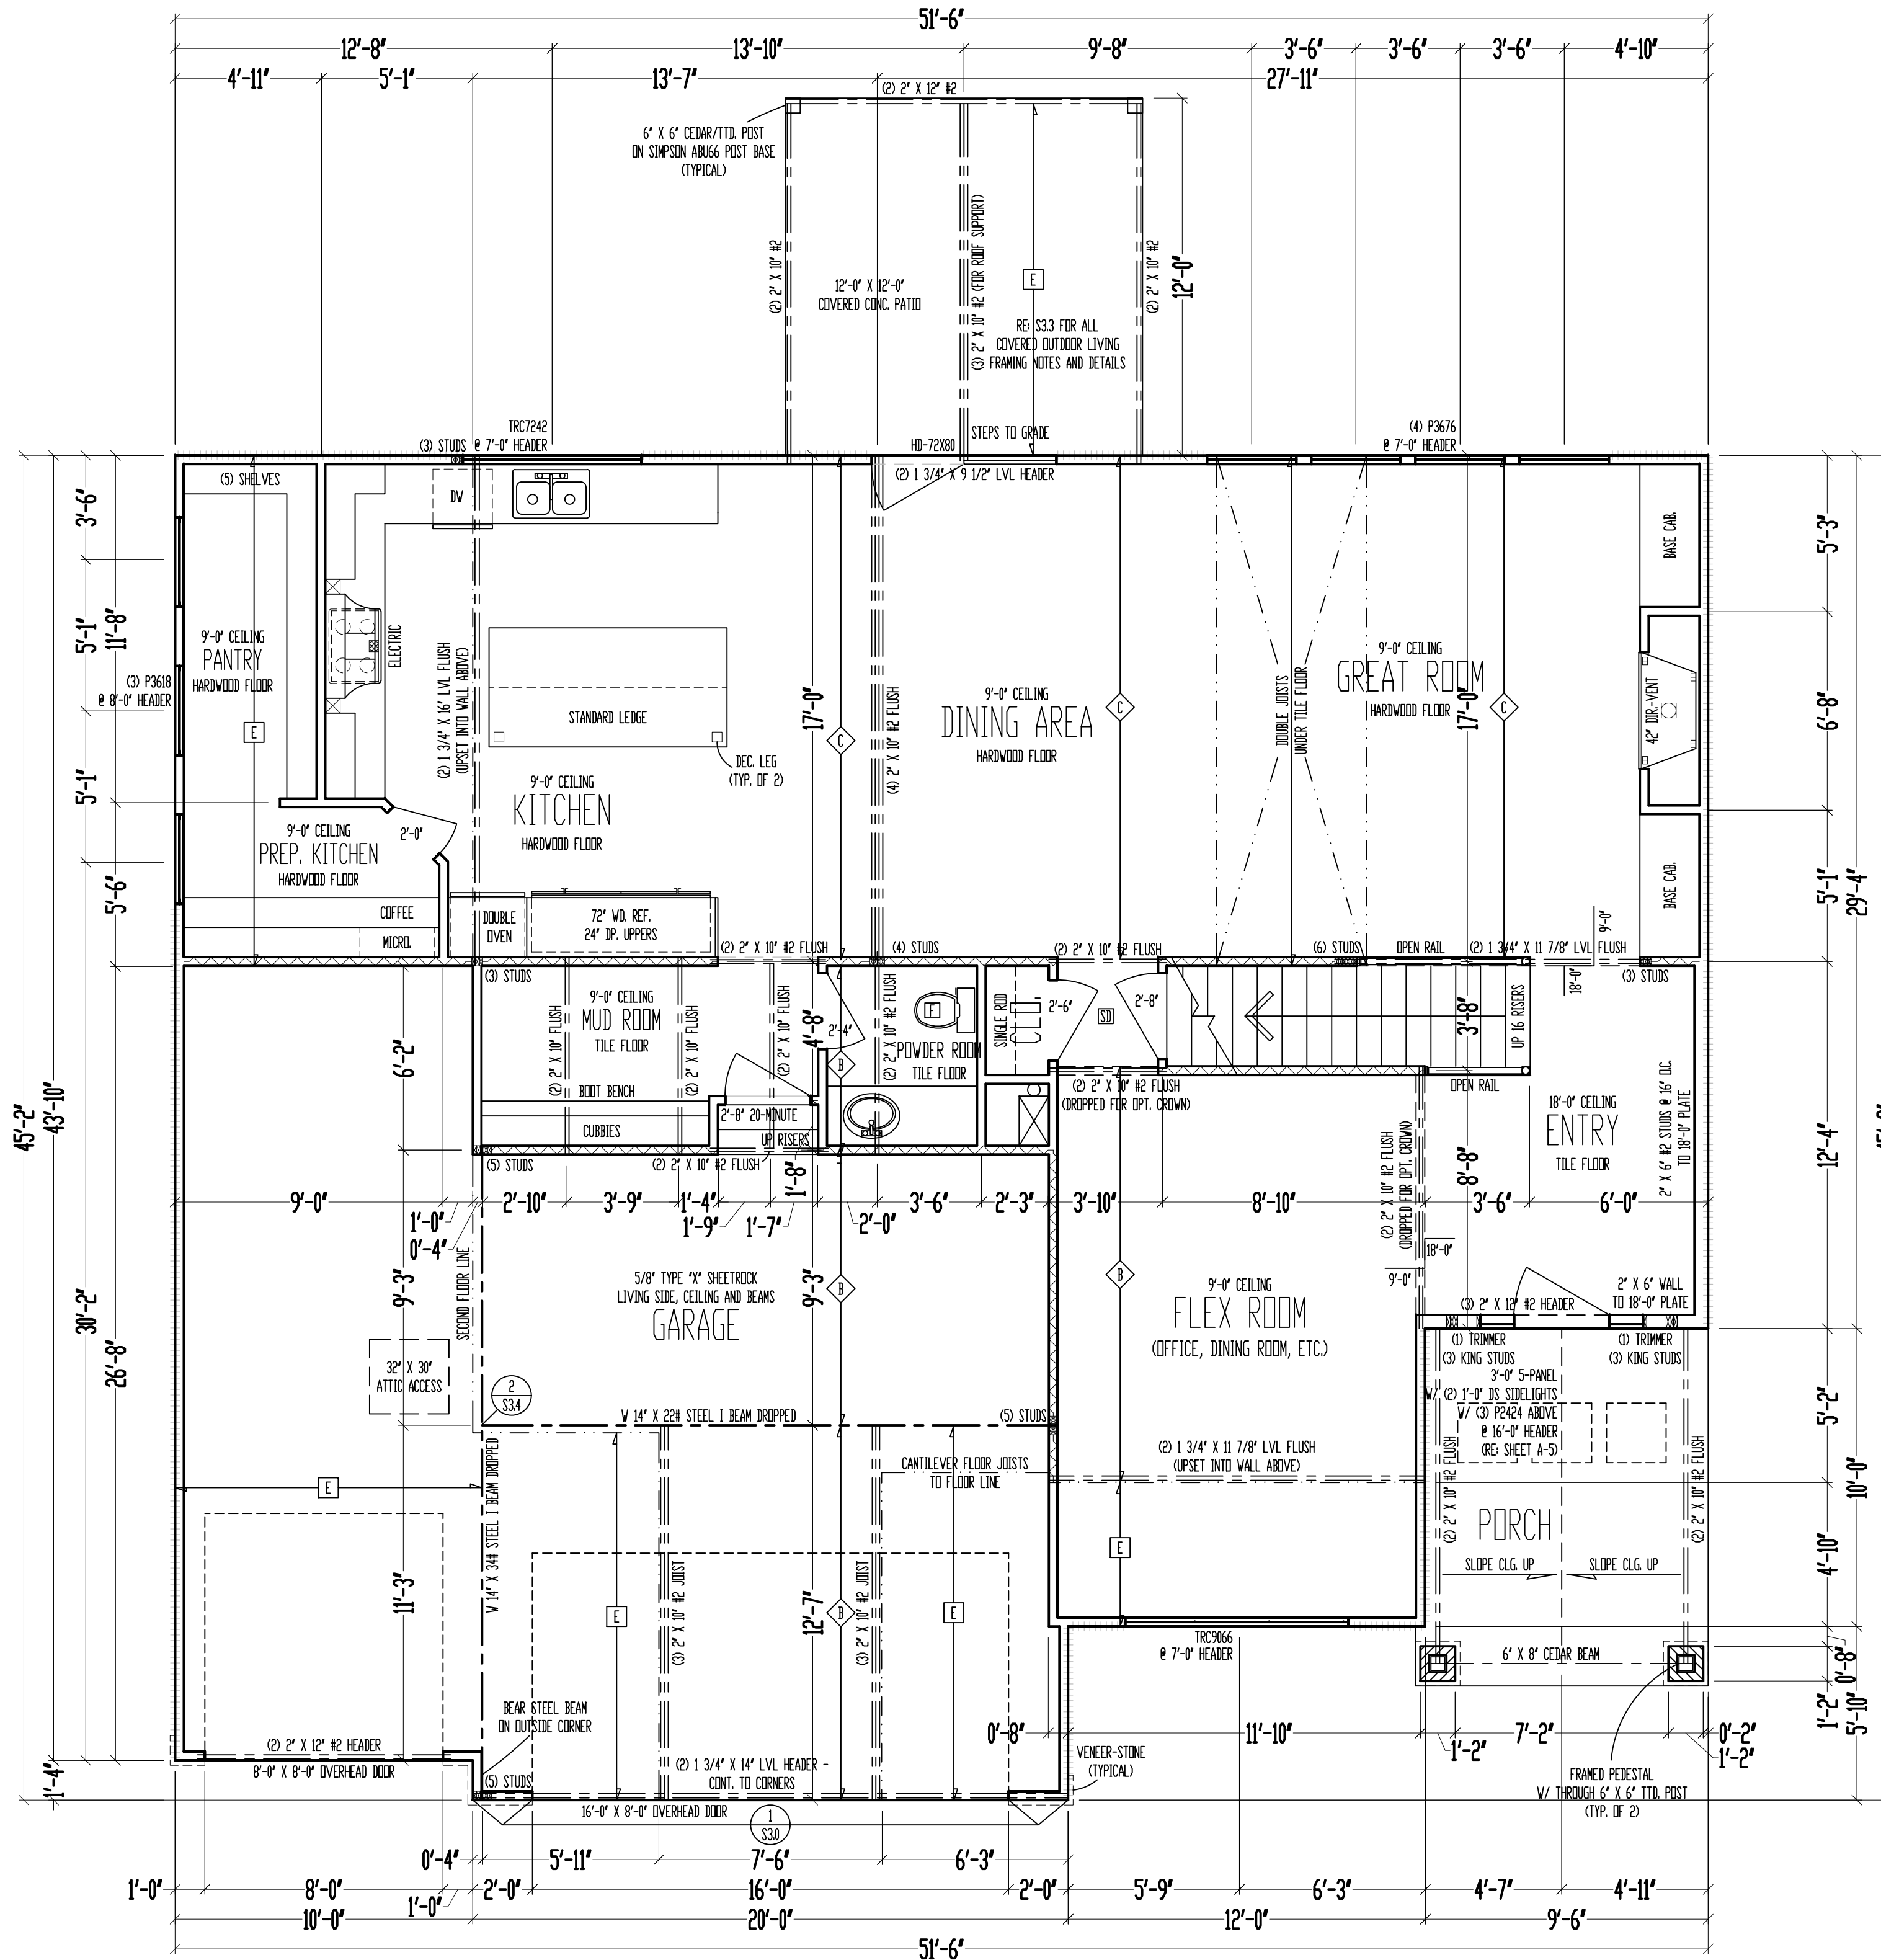 51'-6"
12'-8"
13'-10"
9'-8"
3'-6"
3'-6"
3'-6"
4'-10"
4'-11"
5'-1"
13'-7"
27'-11"
(2) 2" X 12" #2
6" X 6" CEDAR/TTD. POST
ON SIMPSON ABU66 POST BASE
(TYPICAL)
(2) 2" X 10" #2
12'-0" X 12'-0"
COVERED CONC. PATIO
(3) 2" X 10" #2 (FOR ROOF SUPPORT)
E
RE: S3.3 FOR ALL
COVERED OUTDOOR LIVING
FRAMING NOTES AND DETAILS
(2) 2" X 10" #2
12'-0"
TRC7242
(3) STUDS @ 7'-0" HEADER
HD-72X80
STEPS TO GRADE
(2) 1 3/4" X 9 1/2" LVL HEADER
(4) P3676
@ 7'-0" HEADER
(5) SHELVES
DW
ELECTRIC
9'-0" CEILING
PANTRY
HARDWOOD FLOOR
E
(3) P3618
@ 8'-0" HEADER
(2) 1 3/4" X 16" LVL FLUSH
(UPSET INTO WALL ABOVE)
STANDARD LEDGE
DEC. LEG
(TYP. OF 2)
9'-0" CEILING
KITCHEN
HARDWOOD FLOOR
17'-0"
C
(4) 2" X 10" #2 FLUSH
9'-0" CEILING
DINING AREA
HARDWOOD FLOOR
C
DOUBLE JOISTS
UNDER TILE FLOOR
9'-0" CEILING
GREAT ROOM
HARDWOOD FLOOR
17'-0"
C
BASE CAB.
42" DIR-VENT
BASE CAB.
9'-0" CEILING
PREP. KITCHEN
HARDWOOD FLOOR
2'-0"
COFFEE
MICRO.
DOUBLE
OVEN
72" WD. REF.
24" DP. UPPERS
(2) 2" X 10" #2 FLUSH
(4) STUDS
(2) 2" X 10" #2 FLUSH
(6) STUDS
OPEN RAIL
(2) 1 3/4" X 11 7/8" LVL FLUSH
9'-0"
18'-0"
(3) STUDS
(3) STUDS
9'-0" CEILING
MUD ROOM
TILE FLOOR
(2) 2" X 10" FLUSH
(2) 2" X 10" FLUSH
(2) 2" X 10" FLUSH
4'-8"
2'-4"
B
(2) 2" X 10" #2 FLUSH
F
POWDER ROOM
TILE FLOOR
SINGLE ROD
2'-6"
SD
2'-8"
UP 16 RISERS
3'-8"
OPEN RAIL
BOOT BENCH
CUBBIES
2'-8" 20-MINUTE
UP RISERS
(2) 2" X 10" #2 FLUSH
(DROPPED FOR OPT. CROWN)
(5) STUDS
(2) 2" X 10" #2 FLUSH
1'-8"
18'-0" CEILING
ENTRY
TILE FLOOR
2" X 6" #2 STUDS @ 16" O.C.
TO 18'-0" PLATE
(2) 2" X 10" #2 FLUSH
(DROPPED FOR OPT. CROWN)
8'-8"
9'-0"
1'-0"
0'-4"
2'-10"
3'-9"
1'-4"
1'-9"
1'-7"
2'-0"
3'-6"
2'-3"
3'-10"
8'-10"
3'-6"
6'-0"
18'-0"
9'-0"
SECOND FLOOR LINE
5/8" TYPE "X" SHEETROCK
LIVING SIDE, CEILING AND BEAMS
GARAGE
9'-3"
9'-3"
B
B
9'-0" CEILING
FLEX ROOM
(OFFICE, DINING ROOM, ETC.)
2" X 6" WALL
TO 18'-0" PLATE
(3) 2" X 12" #2 HEADER
(1) TRIMMER
(3) KING STUDS
(1) TRIMMER
(3) KING STUDS
3'-0" 5-PANEL
W/ (2) 1'-0" DS SIDELIGHTS
W/ (3) P2424 ABOVE
@ 16'-0" HEADER
(RE: SHEET A-5)
32" X 30"
ATTIC ACCESS
2
S3.4
W 14" X 22# STEEL I BEAM DROPPED
(5) STUDS
W 14" X 34# STEEL I BEAM DROPPED
CANTILEVER FLOOR JOISTS
TO FLOOR LINE
(2) 1 3/4" X 11 7/8" LVL FLUSH
(UPSET INTO WALL ABOVE)
(2) 2" X 10" #2 FLUSH
(2) 2" X 10" #2 FLUSH
PORCH
SLOPE CLG. UP
SLOPE CLG. UP
E
E
E
E
B
11'-3"
12'-7"
(3) 2" X 10" #2 JOIST
(3) 2" X 10" #2 JOIST
TRC9066
@ 7'-0" HEADER
6" X 8" CEDAR BEAM
BEAR STEEL BEAM
ON OUTSIDE CORNER
(2) 2" X 12" #2 HEADER
8'-0" X 8'-0" OVERHEAD DOOR
(5) STUDS
(2) 1 3/4" X 14" LVL HEADER -
CONT. TO CORNERS
16'-0" X 8'-0" OVERHEAD DOOR
1
S3.0
VENEER-STONE
(TYPICAL)
0'-8"
11'-10"
1'-2"
7'-2"
0'-2"
1'-2"
FRAMED PEDESTAL
W/ THROUGH 6" X 6" TTD. POST
(TYP. OF 2)
3'-6"
5'-1"
5'-1"
5'-6"
11'-8"
6'-2"
45'-2"
43'-10"
30'-2"
26'-8"
1'-4"
5'-3"
6'-8"
5'-1"
29'-4"
12'-4"
5'-2"
10'-0"
4'-10"
0'-8"
1'-2"
5'-10"
0'-4"
5'-11"
7'-6"
6'-3"
1'-0"
8'-0"
1'-0"
2'-0"
16'-0"
2'-0"
5'-9"
6'-3"
4'-7"
4'-11"
10'-0"
20'-0"
12'-0"
9'-6"
51'-6"